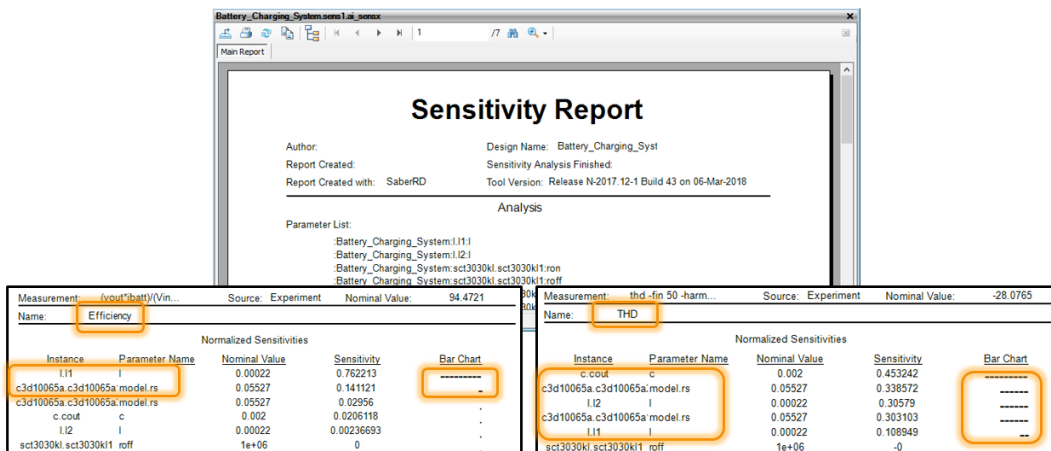 Battery_Charging_System.sens1.ai_sensx
1 /7
Main Report
Sensitivity Report
Author: Design Name: Battery_Charging_Syst
Report Created: Sensitivity Analysis Finished:
Report Created with: SaberRD Tool Version: Release N-2017.12-1 Build 43 on 06-Mar-2018
Analysis
Parameter List:
:Battery_Charging_System:l.l1:l
:Battery_Charging_System:l.l2:l
:Battery_Charging_System:sct3030kl.sct3030kl1:ron
:Battery_Charging_System:sct3030kl.sct3030kl1:roff
Measurement: (vout*ibatt)/(Vin... Source: Experiment Nominal Value: 94.4721
Name: Efficiency
Normalized Sensitivities
Instance Parameter Name Nominal Value Sensitivity Bar Chart
l.l1 l 0.00022 0.762213 ---------
c3d10065a.c3d10065a: model.rs 0.05527 0.141121 -
c3d10065a.c3d10065a: model.rs 0.05527 0.02956 .
c.cout c 0.002 0.0206118 .
l.l2 l 0.00022 0.00236693 .
sct3030kl.sct3030kl1 roff 1e+06 0 .
Measurement: thd -fin 50 -harm... Source: Experiment Nominal Value: -28.0765
Name: THD
Normalized Sensitivities
Instance Parameter Name Nominal Value Sensitivity Bar Chart
c.cout c 0.002 0.453242 ---------
c3d10065a.c3d10065a: model.rs 0.05527 0.338572 ------
l.l2 l 0.00022 0.30579 ------
c3d10065a.c3d10065a: model.rs 0.05527 0.303103 ------
l.l1 l 0.00022 0.108949 --
sct3030kl.sct3030kl1 roff 1e+06 -0